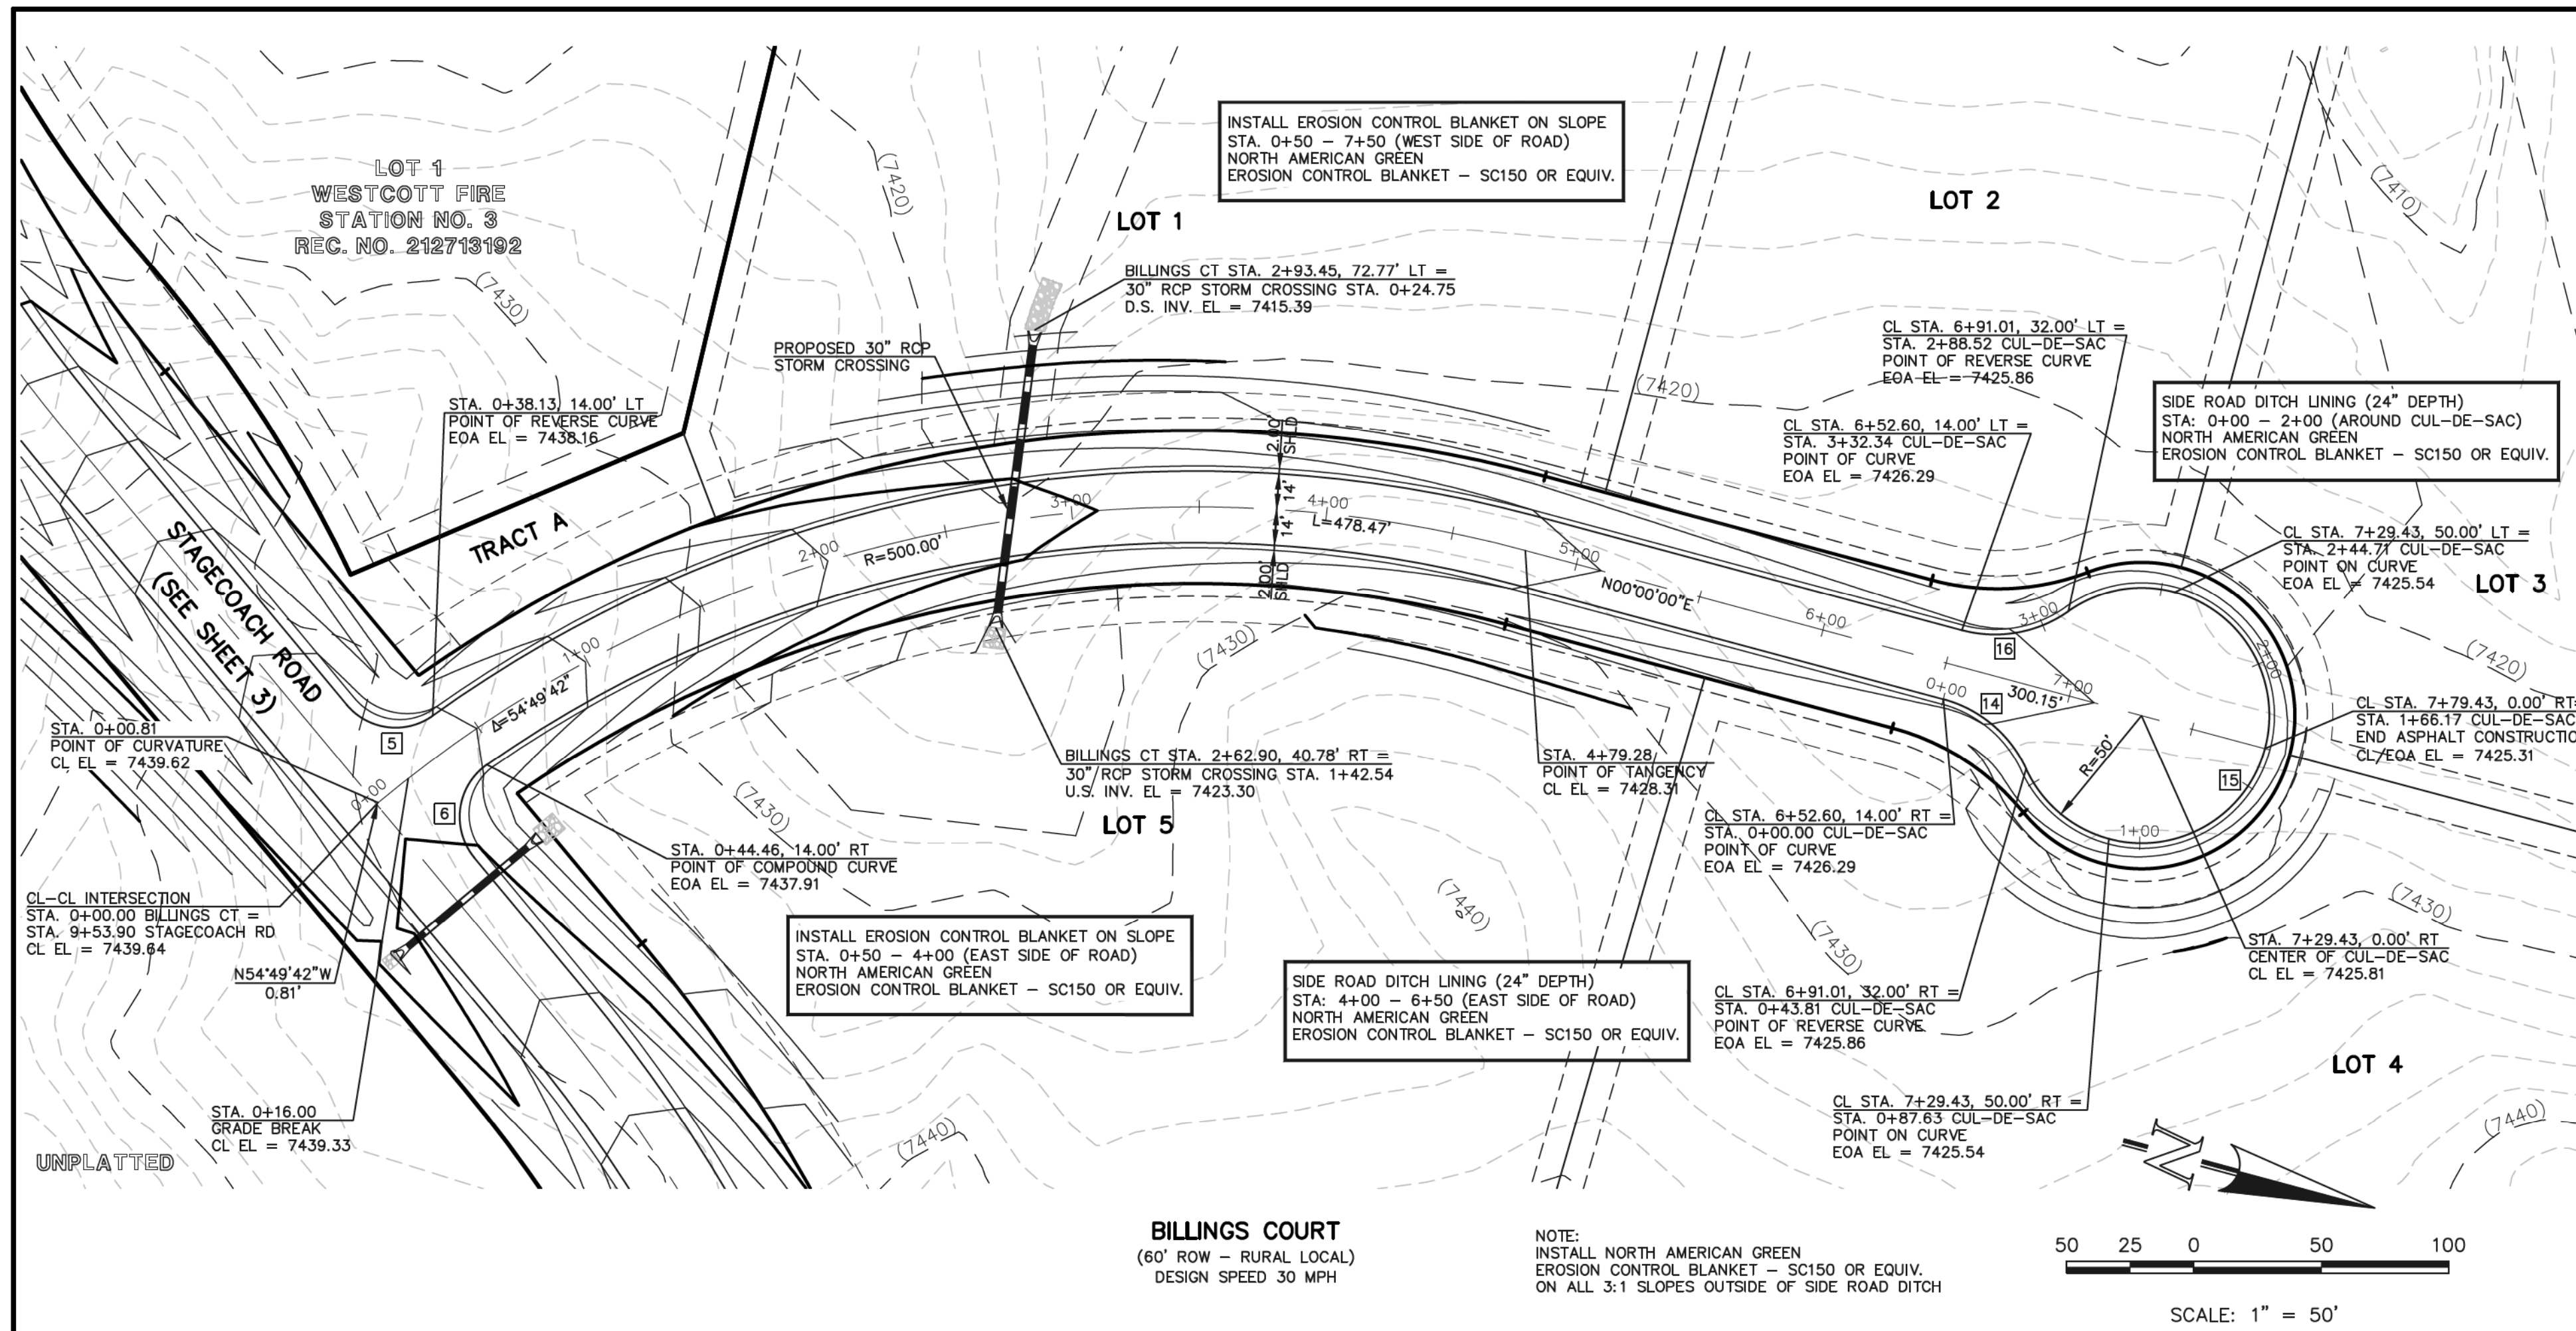 LOT 1
WESTCOTT FIRE
STATION NO. 3
REC. NO. 212713192
(7430)
(7420)
INSTALL EROSION CONTROL BLANKET ON SLOPE
STA. 0+50 – 7+50 (WEST SIDE OF ROAD)
NORTH AMERICAN GREEN
EROSION CONTROL BLANKET – SC150 OR EQUIV.
LOT 1
LOT 2
(7410)
BILLINGS CT STA. 2+93.45, 72.77' LT =
30" RCP STORM CROSSING STA. 0+24.75
D.S. INV. EL = 7415.39
PROPOSED 30" RCP
STORM CROSSING
STA. 0+38.13, 14.00' LT
POINT OF REVERSE CURVE
EOA EL = 7438.16
CL STA. 6+91.01, 32.00' LT =
STA. 2+88.52 CUL-DE-SAC
POINT OF REVERSE CURVE
EOA EL = 7425.86
(7420)
CL STA. 6+52.60, 14.00' LT =
STA. 3+32.34 CUL-DE-SAC
POINT OF CURVE
EOA EL = 7426.29
SIDE ROAD DITCH LINING (24" DEPTH)
STA: 0+00 – 2+00 (AROUND CUL-DE-SAC)
NORTH AMERICAN GREEN
EROSION CONTROL BLANKET – SC150 OR EQUIV.
CL STA. 7+29.43, 50.00' LT =
STA. 2+44.71 CUL-DE-SAC
POINT ON CURVE
EOA EL = 7425.54
LOT 3
(7420)
TRACT A
STAGECOACH ROAD
(SEE SHEET 3)
2.00'
SHLD
14'
14'
2.00'
SHLD
0+00
1+00
2+00
3+00
4+00
5+00
6+00
7+00
R=500.00'
L=478.47'
Δ=54°49'42"
N00°00'00"E
300.15'
0+00
1+00
2+00
3+00
R=50'
5
6
14
15
16
CL STA. 7+79.43, 0.00' RT=
STA. 1+66.17 CUL-DE-SAC
END ASPHALT CONSTRUCTIO
CL/EOA EL = 7425.31
STA. 0+00.81
POINT OF CURVATURE
CL EL = 7439.62
(7430)
BILLINGS CT STA. 2+62.90, 40.78' RT =
30" RCP STORM CROSSING STA. 1+42.54
U.S. INV. EL = 7423.30
STA. 4+79.28
POINT OF TANGENCY
CL EL = 7428.31
(7430)
LOT 5
STA. 0+44.46, 14.00' RT
POINT OF COMPOUND CURVE
EOA EL = 7437.91
CL STA. 6+52.60, 14.00' RT =
STA. 0+00.00 CUL-DE-SAC
POINT OF CURVE
EOA EL = 7426.29
(7440)
(7430)
(7430)
CL-CL INTERSECTION
STA. 0+00.00 BILLINGS CT =
STA. 9+53.90 STAGECOACH RD
CL EL = 7439.64
N54°49'42"W
0.81'
INSTALL EROSION CONTROL BLANKET ON SLOPE
STA. 0+50 – 4+00 (EAST SIDE OF ROAD)
NORTH AMERICAN GREEN
EROSION CONTROL BLANKET – SC150 OR EQUIV.
SIDE ROAD DITCH LINING (24" DEPTH)
STA: 4+00 – 6+50 (EAST SIDE OF ROAD)
NORTH AMERICAN GREEN
EROSION CONTROL BLANKET – SC150 OR EQUIV.
STA. 7+29.43, 0.00' RT
CENTER OF CUL-DE-SAC
CL EL = 7425.81
CL STA. 6+91.01, 32.00' RT =
STA. 0+43.81 CUL-DE-SAC
POINT OF REVERSE CURVE
EOA EL = 7425.86
LOT 4
CL STA. 7+29.43, 50.00' RT =
STA. 0+87.63 CUL-DE-SAC
POINT ON CURVE
EOA EL = 7425.54
STA. 0+16.00
GRADE BREAK
CL EL = 7439.33
(7440)
(7440)
UNPLATTED
N
BILLINGS COURT
(60' ROW – RURAL LOCAL)
DESIGN SPEED 30 MPH
NOTE:
INSTALL NORTH AMERICAN GREEN
EROSION CONTROL BLANKET – SC150 OR EQUIV.
ON ALL 3:1 SLOPES OUTSIDE OF SIDE ROAD DITCH
50 25 0 50 100
SCALE: 1" = 50'